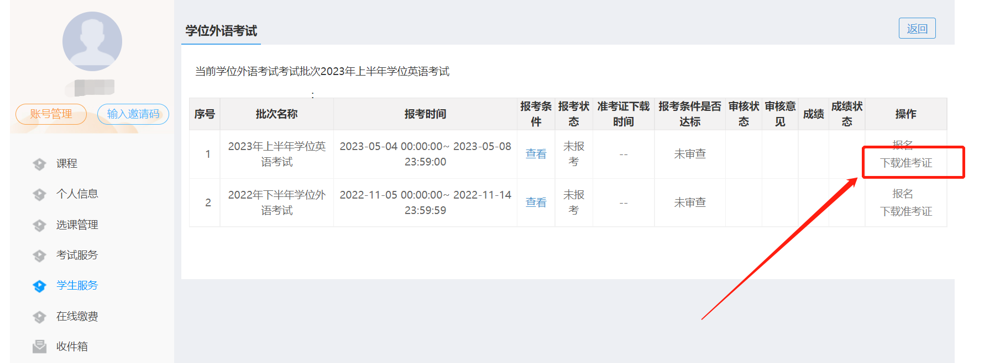 账号管理
输入邀请码
课程
个人信息
选课管理
考试服务
学生服务
在线缴费
收件箱
学位外语考试
返回
当前学位外语考试考试批次2023年上半年学位英语考试
:
序号
批次名称
报考时间
报考条
件
报考状
态
准考证下载
时间
报考条件是否
达标
审核状
态
审核意
见
成绩
成绩状
态
操作
1
2023年上半年学位英
语考试
2023-05-04 00:00:00~ 2023-05-08
23:59:00
查看
未报
考
--
未审查
报名
下载准考证
2
2022年下半年学位外
语考试
2022-11-05 00:00:00~ 2022-11-14
23:59:59
查看
未报
考
--
未审查
报名
下载准考证